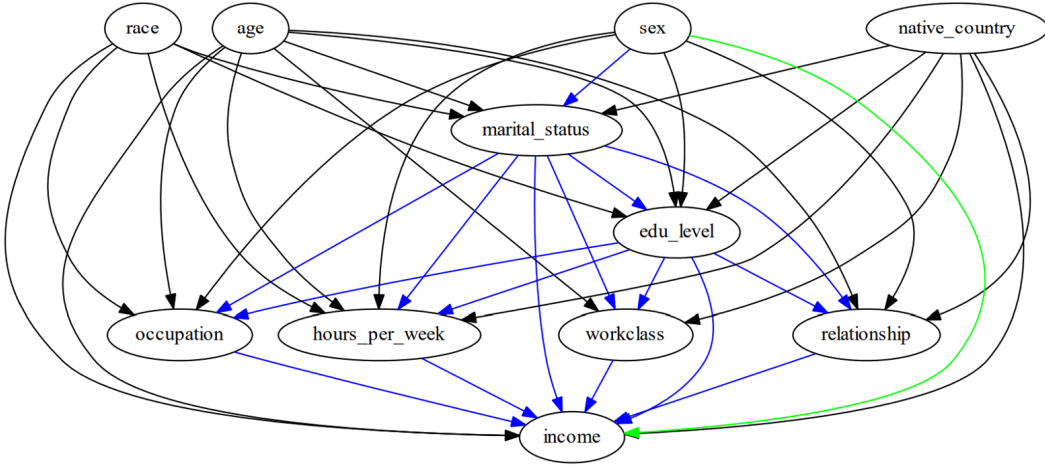 race age sex native_country
marital_status
edu_level
occupation hours_per_week workclass relationship
income